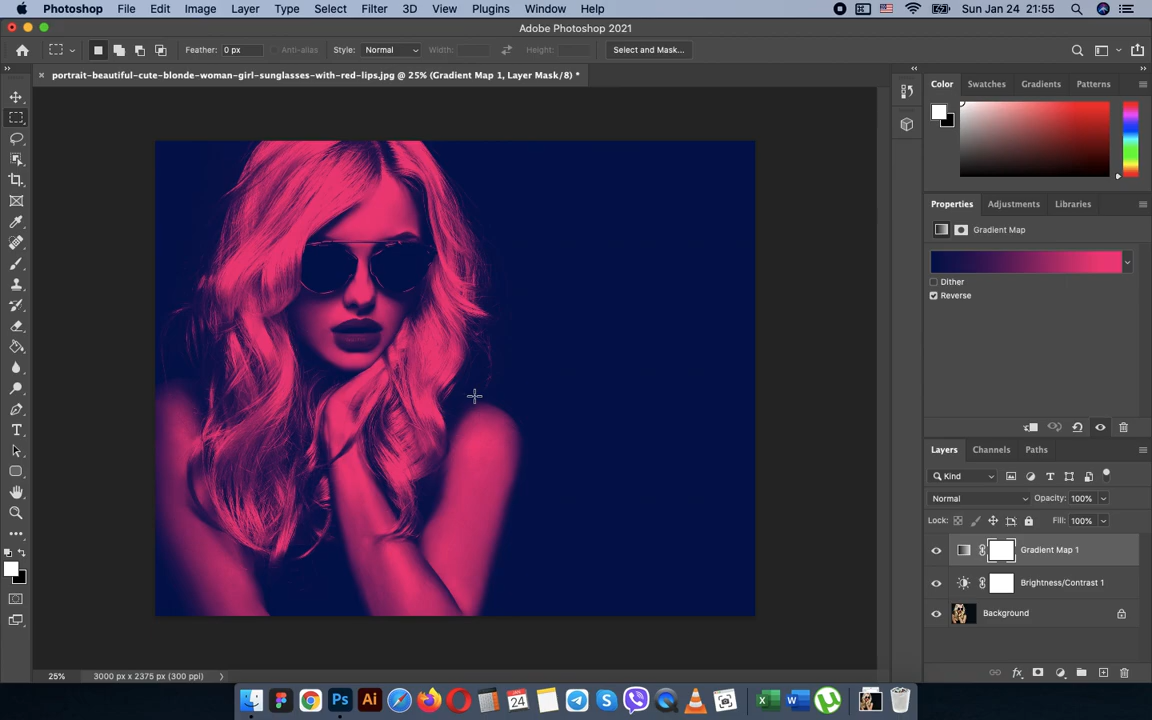 Photoshop File Edit Image Layer Type Select Filter 3D View Plugins Window Help Sun Jan 24 21:55
Adobe Photoshop 2021
Feather: 0 px Anti-alias Style: Normal Width: Height: Select and Mask...
portrait-beautiful-cute-blonde-woman-girl-sunglasses-with-red-lips.jpg @ 25% (Gradient Map 1, Layer Mask/8) *
Color Swatches Gradients Patterns
Properties Adjustments Libraries
Gradient Map
Dither
Reverse
Layers Channels Paths
Kind
Normal Opacity: 100%
Lock: Fill: 100%
Gradient Map 1
Brightness/Contrast 1
Background
25% 3000 px x 2375 px (300 ppi)
Ps Ai 24